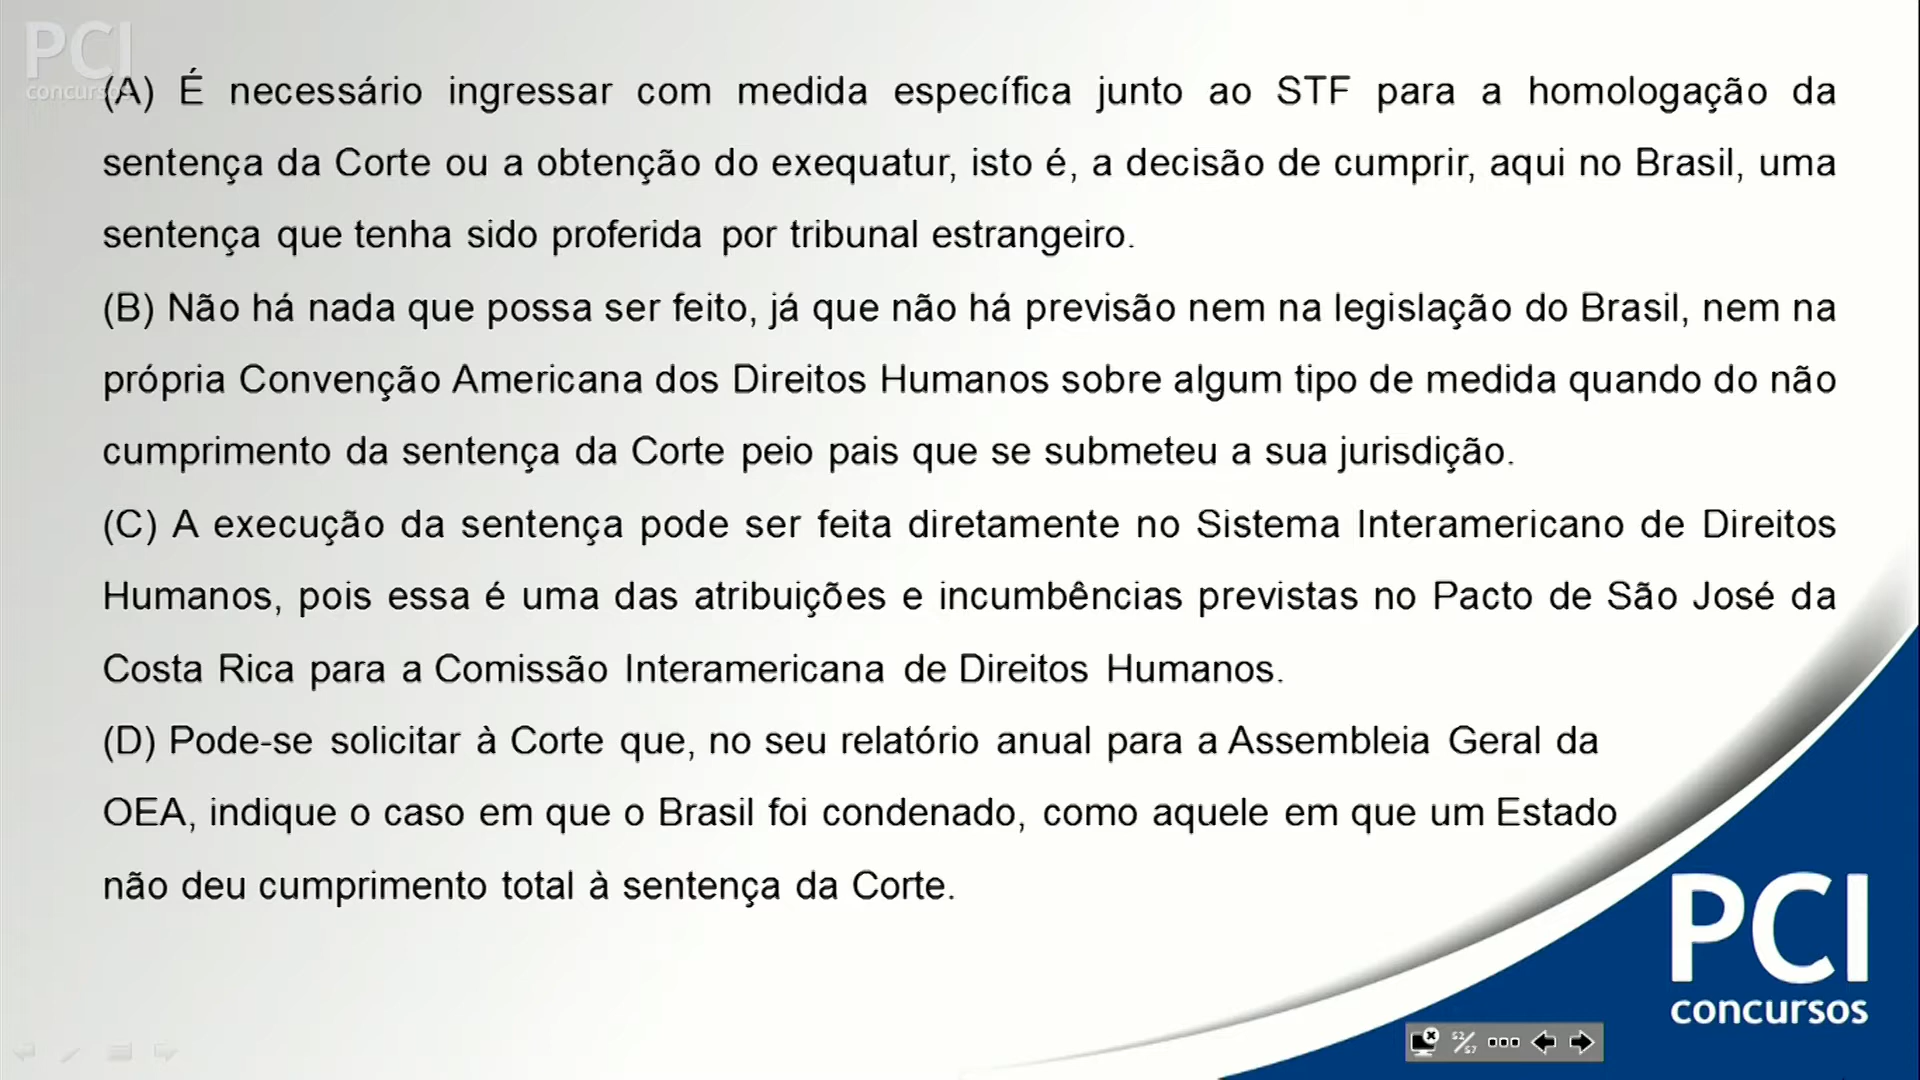 PCI
concursos
(A) É necessário ingressar com medida específica junto ao STF para a homologação da
sentença da Corte ou a obtenção do exequatur, isto é, a decisão de cumprir, aqui no Brasil, uma
sentença que tenha sido proferida por tribunal estrangeiro.
(B) Não há nada que possa ser feito, já que não há previsão nem na legislação do Brasil, nem na
própria Convenção Americana dos Direitos Humanos sobre algum tipo de medida quando do não
cumprimento da sentença da Corte peio pais que se submeteu a sua jurisdição.
(C) A execução da sentença pode ser feita diretamente no Sistema Interamericano de Direitos
Humanos, pois essa é uma das atribuições e incumbências previstas no Pacto de São José da
Costa Rica para a Comissão Interamericana de Direitos Humanos.
(D) Pode-se solicitar à Corte que, no seu relatório anual para a Assembleia Geral da
OEA, indique o caso em que o Brasil foi condenado, como aquele em que um Estado
não deu cumprimento total à sentença da Corte.
PCI
concursos
52/57